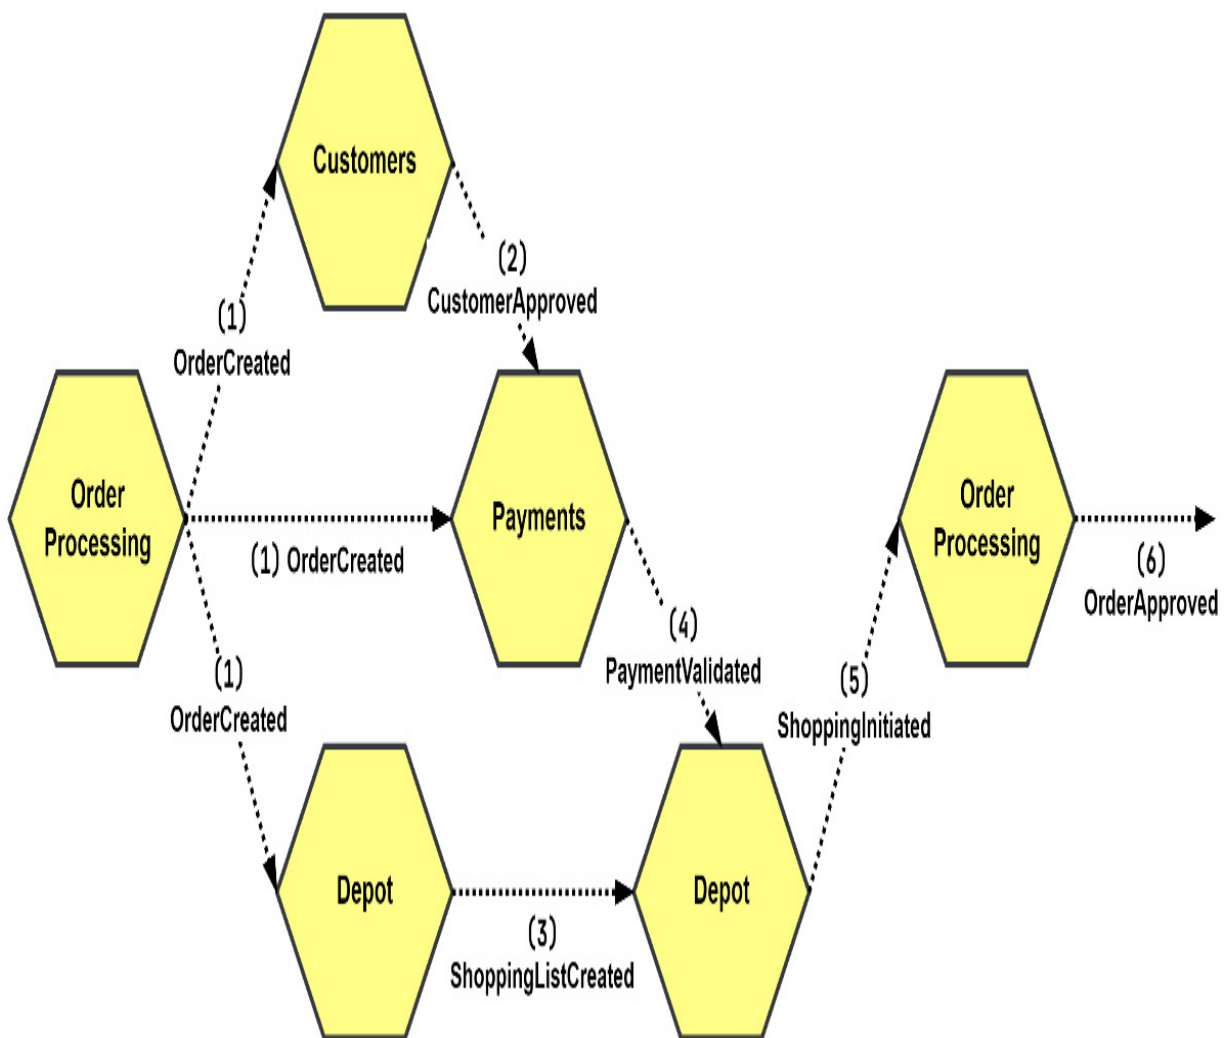 Customers
(2)
CustomerApproved
(1)
OrderCreated
Order
Processing
(1) OrderCreated
Payments
Order
Processing
(6)
OrderApproved
(4)
PaymentValidated
(1)
OrderCreated
(5)
ShoppingInitiated
Depot
(3)
ShoppingListCreated
Depot